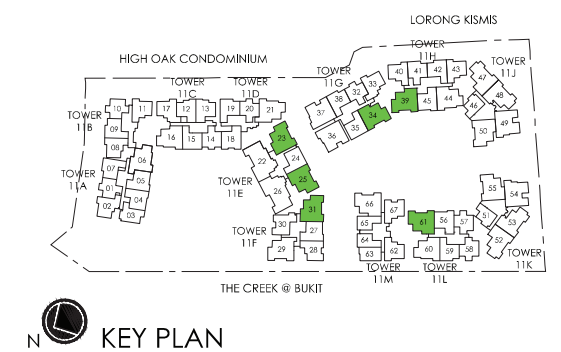 LORONG KISMIS
HIGH OAK CONDOMINIUM
TOWER
11H
TOWER
11G
TOWER
11J
TOWER
11C
TOWER
11D
40 41 42 43
47
33
32
38
37
39 45 44
48
46
34
35
36
49
50
10 11
17 12 13
19 20 21
TOWER
11B
09
16 15 14 18
23
08
06
22
24
07
05
TOWER
11A
01
04
02
03
TOWER
11E
25
26
55
54
66
67
31
61 56 57
51
53
TOWER
11F
30
27
65
52
64
29
28
63
62
60 59 58
TOWER
11K
TOWER
11M
TOWER
11L
THE CREEK @ BUKIT
N
KEY PLAN